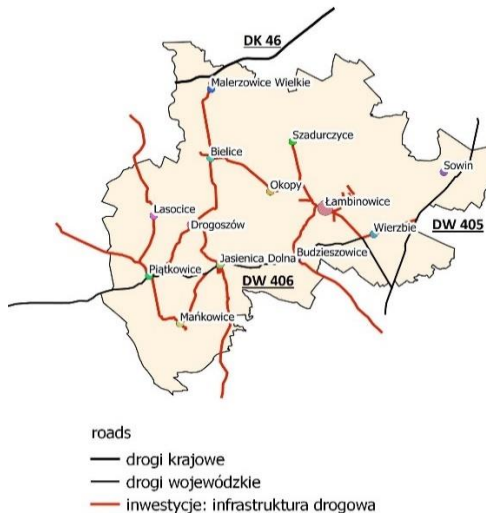 DK 46
Malerzowice Wielkie
Szadurczyce
Bielice
Sowin
Okopy
Łambinowice
Lasocice
Drogoszów
Wierzbie
DW 405
Budzieszowice
Jasienica Dolna
Piątkowice
DW 406
Mańkowice
roads
drogi krajowe
drogi wojewódzkie
inwestycje: infrastruktura drogowa